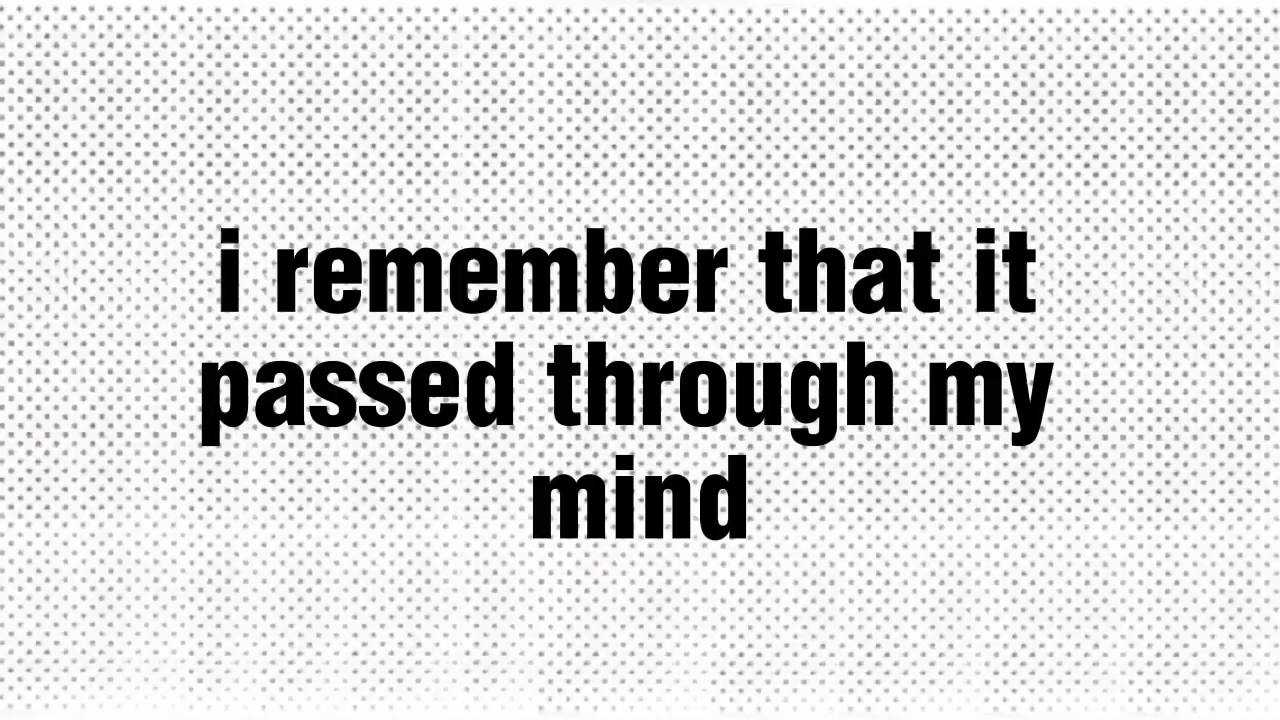 i remember that it
passed through my
mind